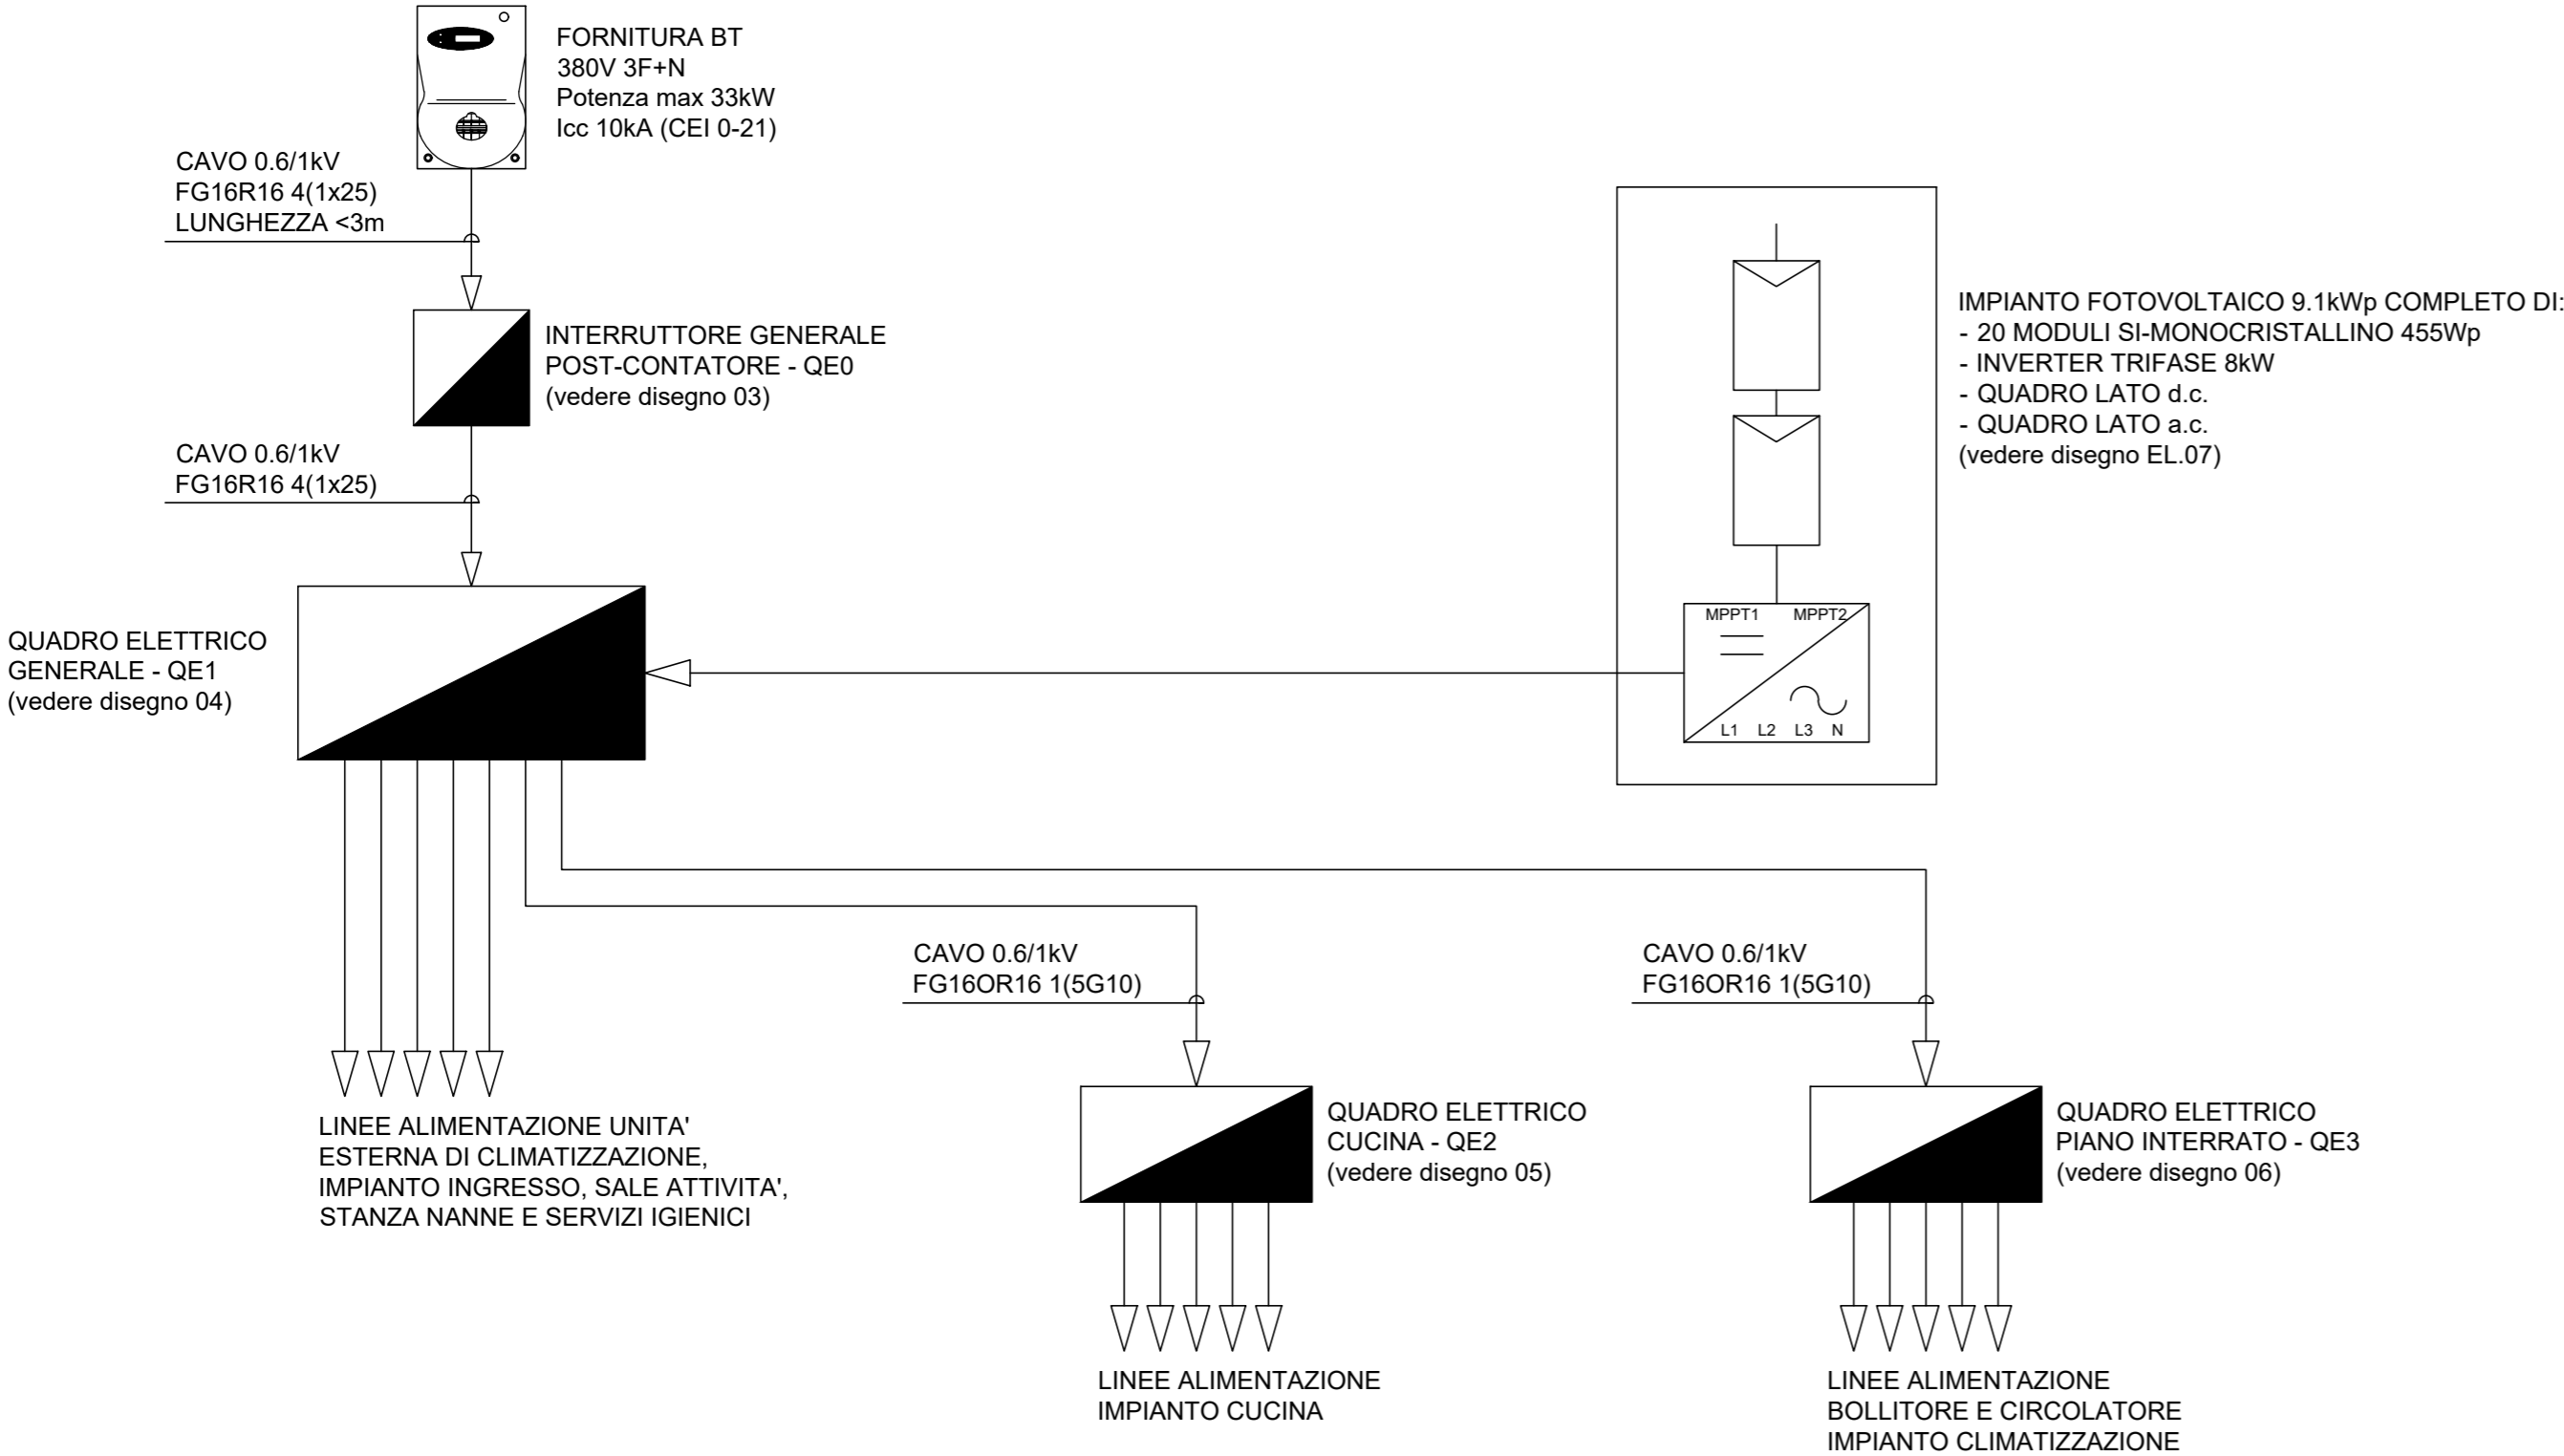 FORNITURA BT
380V 3F+N
Potenza max 33kW
Icc 10kA (CEI 0-21)
CAVO 0.6/1kV
FG16R16 4(1x25)
LUNGHEZZA <3m
INTERRUTTORE GENERALE
POST-CONTATORE - QE0
(vedere disegno 03)
CAVO 0.6/1kV
FG16R16 4(1x25)
IMPIANTO FOTOVOLTAICO 9.1kWp COMPLETO DI:
- 20 MODULI SI-MONOCRISTALLINO 455Wp
- INVERTER TRIFASE 8kW
- QUADRO LATO d.c.
- QUADRO LATO a.c.
(vedere disegno EL.07)
MPPT1 MPPT2
L1 L2 L3 N
QUADRO ELETTRICO
GENERALE - QE1
(vedere disegno 04)
CAVO 0.6/1kV
FG16OR16 1(5G10)
CAVO 0.6/1kV
FG16OR16 1(5G10)
LINEE ALIMENTAZIONE UNITA'
ESTERNA DI CLIMATIZZAZIONE,
IMPIANTO INGRESSO, SALE ATTIVITA',
STANZA NANNE E SERVIZI IGIENICI
QUADRO ELETTRICO
CUCINA - QE2
(vedere disegno 05)
QUADRO ELETTRICO
PIANO INTERRATO - QE3
(vedere disegno 06)
LINEE ALIMENTAZIONE
IMPIANTO CUCINA
LINEE ALIMENTAZIONE
BOLLITORE E CIRCOLATORE
IMPIANTO CLIMATIZZAZIONE